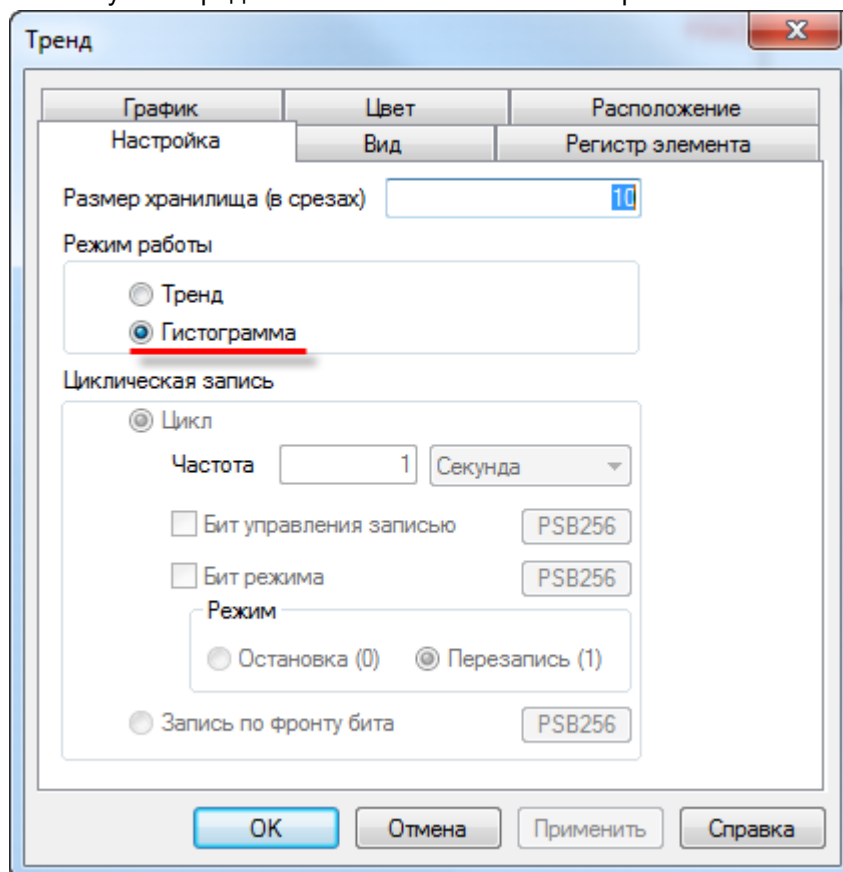 Тренд
График Цвет Расположение
Настройка Вид Регистр элемента
Размер хранилища (в срезах) 10
Режим работы
Тренд
Гистограмма
Циклическая запись
Цикл
Частота 1 Секунда
Бит управления записью PSB256
Бит режима PSB256
Режим
Остановка (0) Перезапись (1)
Запись по фронту бита PSB256
OK Отмена Применить Справка